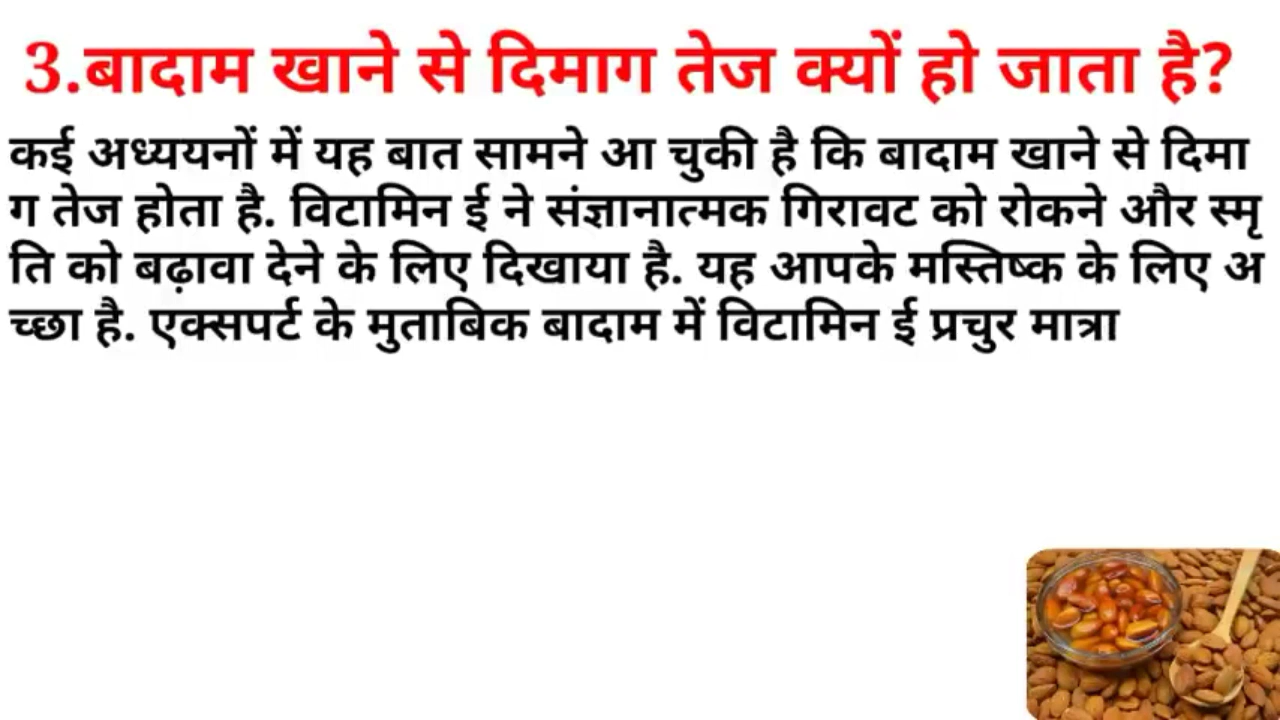 3.बादाम खाने से दिमाग तेज क्यों हो जाता है?
कई अध्ययनों में यह बात सामने आ चुकी है कि बादाम खाने से दिमा
ग तेज होता है. विटामिन ई ने संज्ञानात्मक गिरावट को रोकने और स्मृ
ति को बढ़ावा देने के लिए दिखाया है. यह आपके मस्तिष्क के लिए अ
च्छा है. एक्सपर्ट के मुताबिक बादाम में विटामिन ई प्रचुर मात्रा